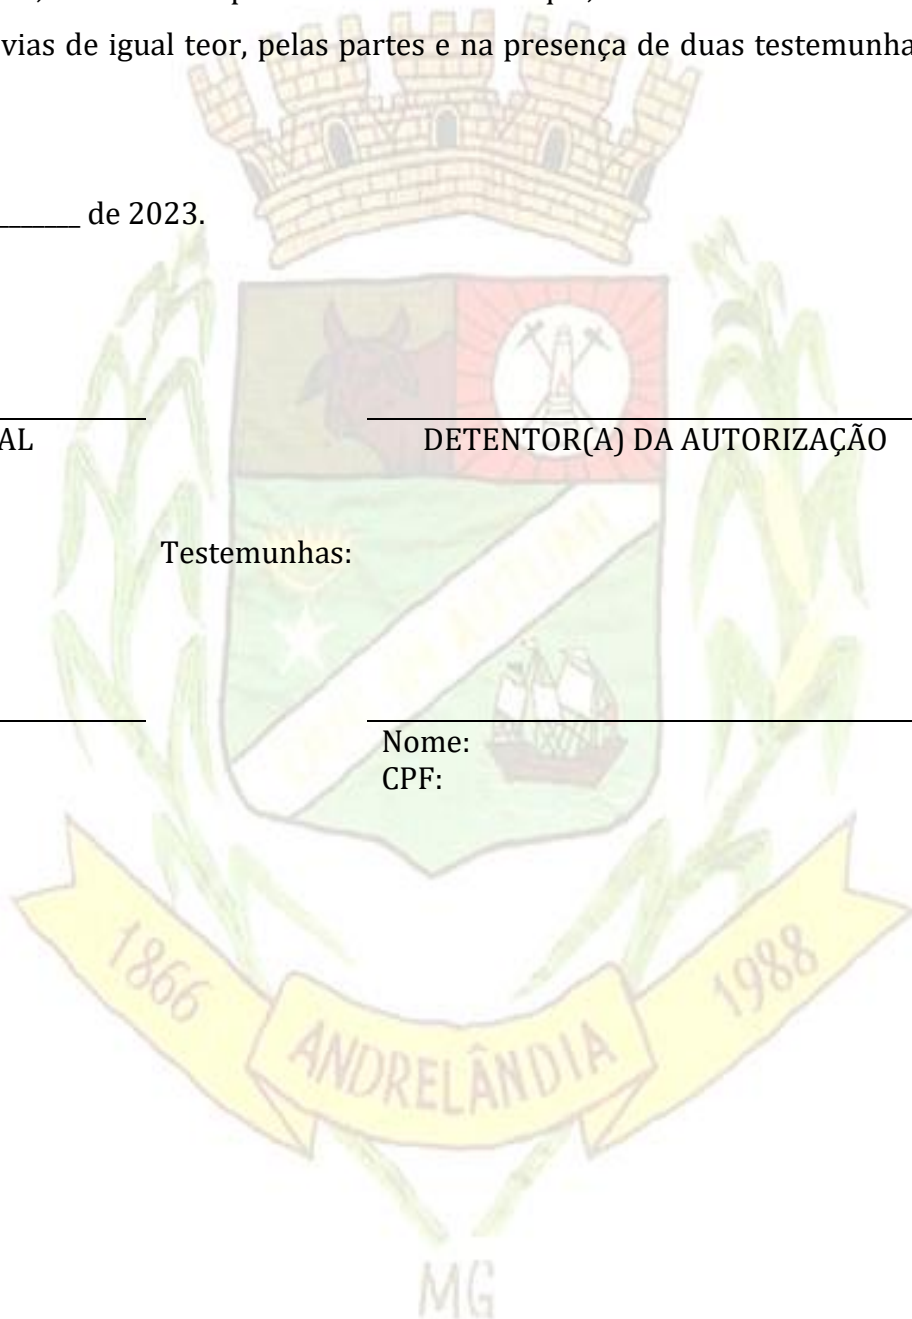 vias de igual teor, pelas partes e na presença de duas testemunha
______ de 2023.
AL
DETENTOR(A) DA AUTORIZAÇÃO
Testemunhas:
Nome:
CPF:
1866
ANDRELÂNDIA
1988
MG